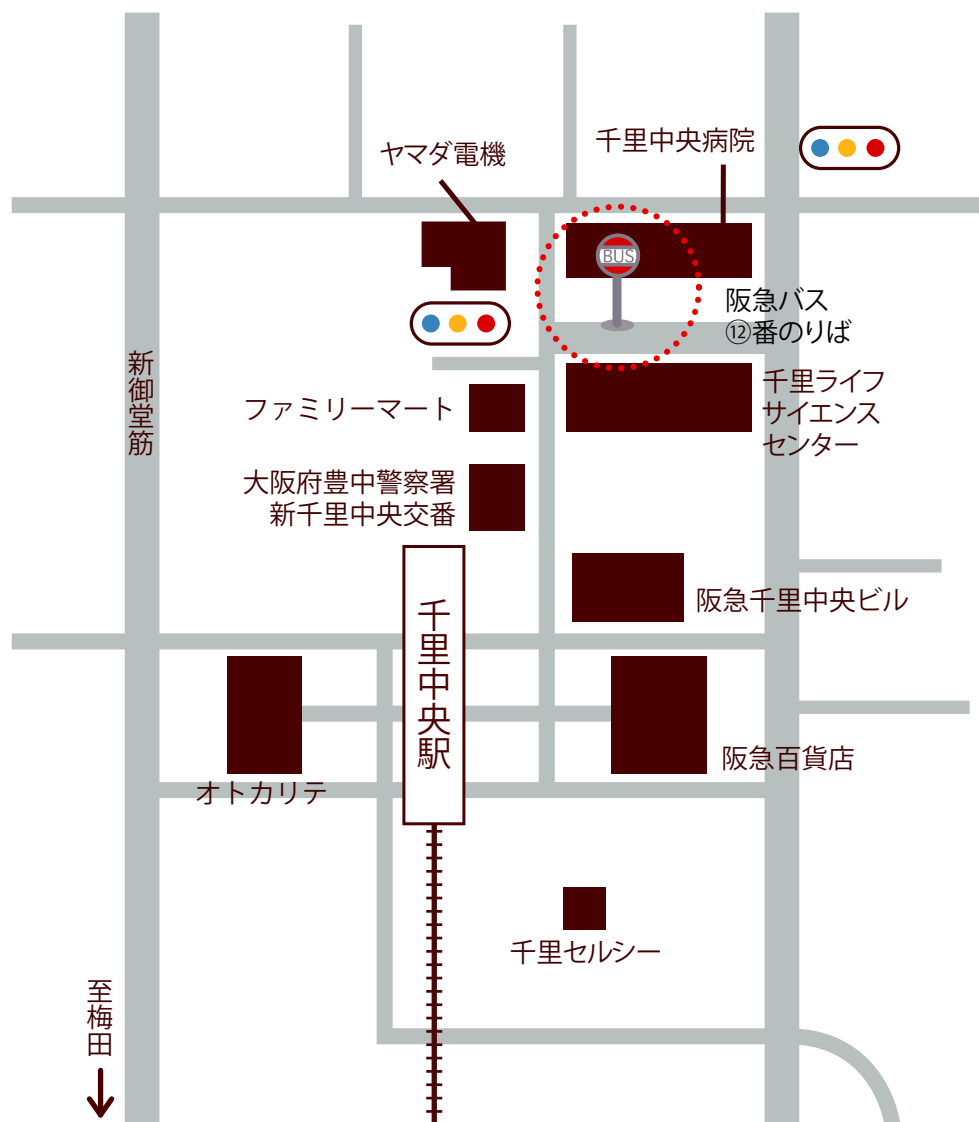 千里中央病院
ヤマダ電機
BUS
阪急バス
⑫番のりば
新御堂筋
千里ライフ
サイエンス
センター
ファミリーマート
大阪府豊中警察署
新千里中央交番
阪急千里中央ビル
千里中央駅
阪急百貨店
オトカリテ
千里セルシー
至梅田